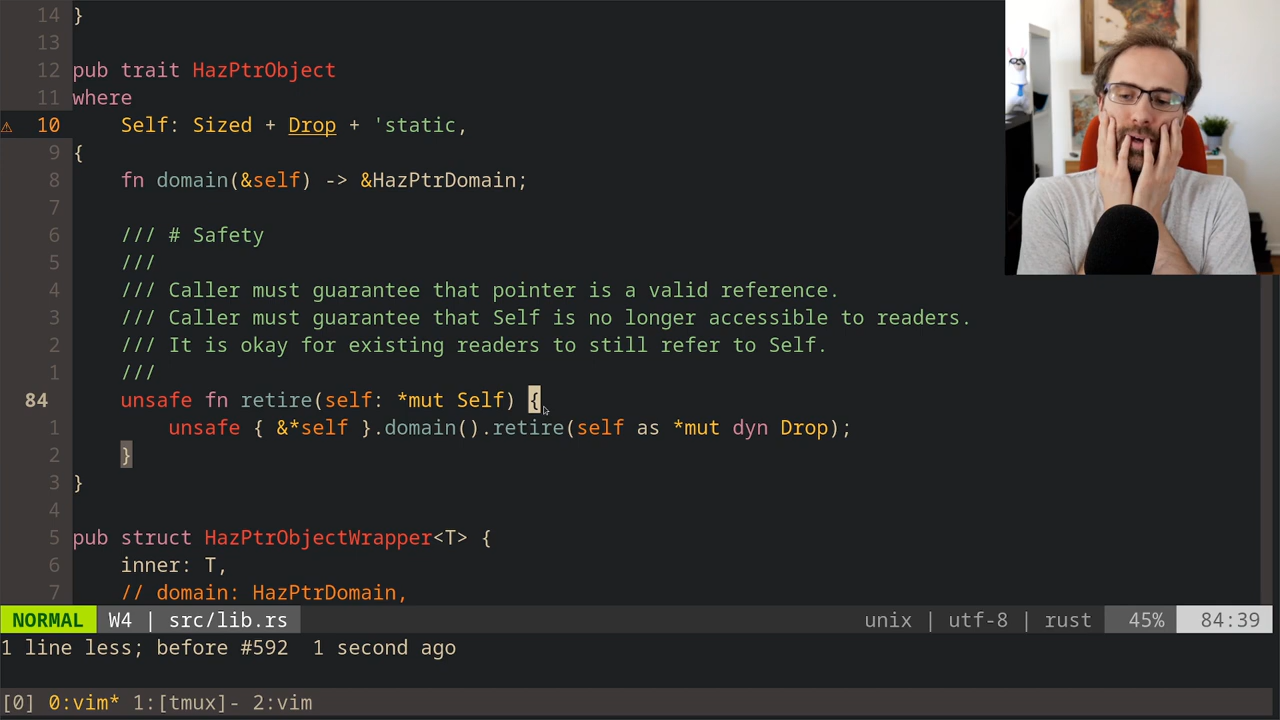 14 }
13
12 pub trait HazPtrObject
11 where
⚠ 10     Self: Sized + Drop + 'static,
9 {
8     fn domain(&self) -> &HazPtrDomain;
7
6     /// # Safety
5     ///
4     /// Caller must guarantee that pointer is a valid reference.
3     /// Caller must guarantee that Self is no longer accessible to readers.
2     /// It is okay for existing readers to still refer to Self.
1     ///
84     unsafe fn retire(self: *mut Self) {
1         unsafe { &*self }.domain().retire(self as *mut dyn Drop);
2     }
3 }
4
5 pub struct HazPtrObjectWrapper<T> {
6     inner: T,
7     // domain: HazPtrDomain,
NORMAL W4 | src/lib.rs unix | utf-8 | rust 45% 84:39
1 line less; before #592  1 second ago
[0] 0:vim* 1:[tmux]- 2:vim